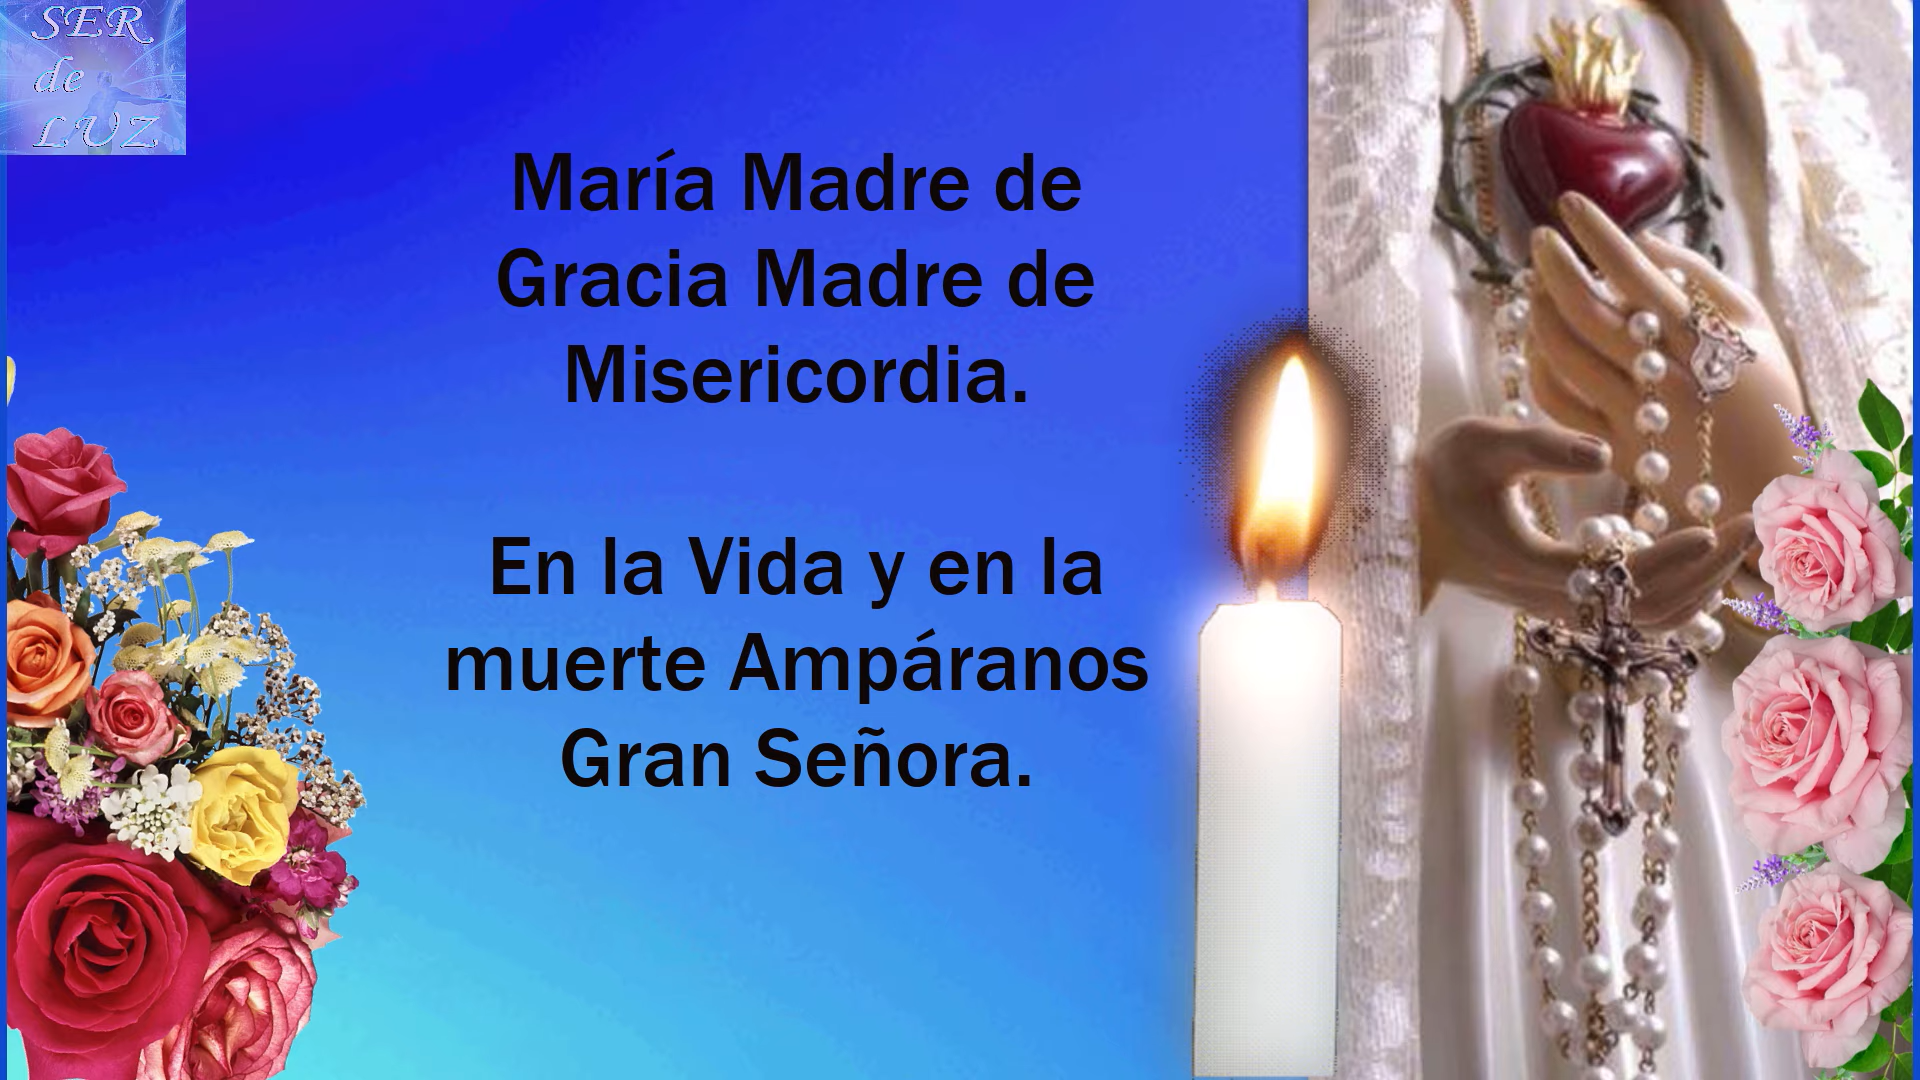 SER
de
LUZ
María Madre de
Gracia Madre de
Misericordia.
En la Vida y en la
muerte Ampáranos
Gran Señora.